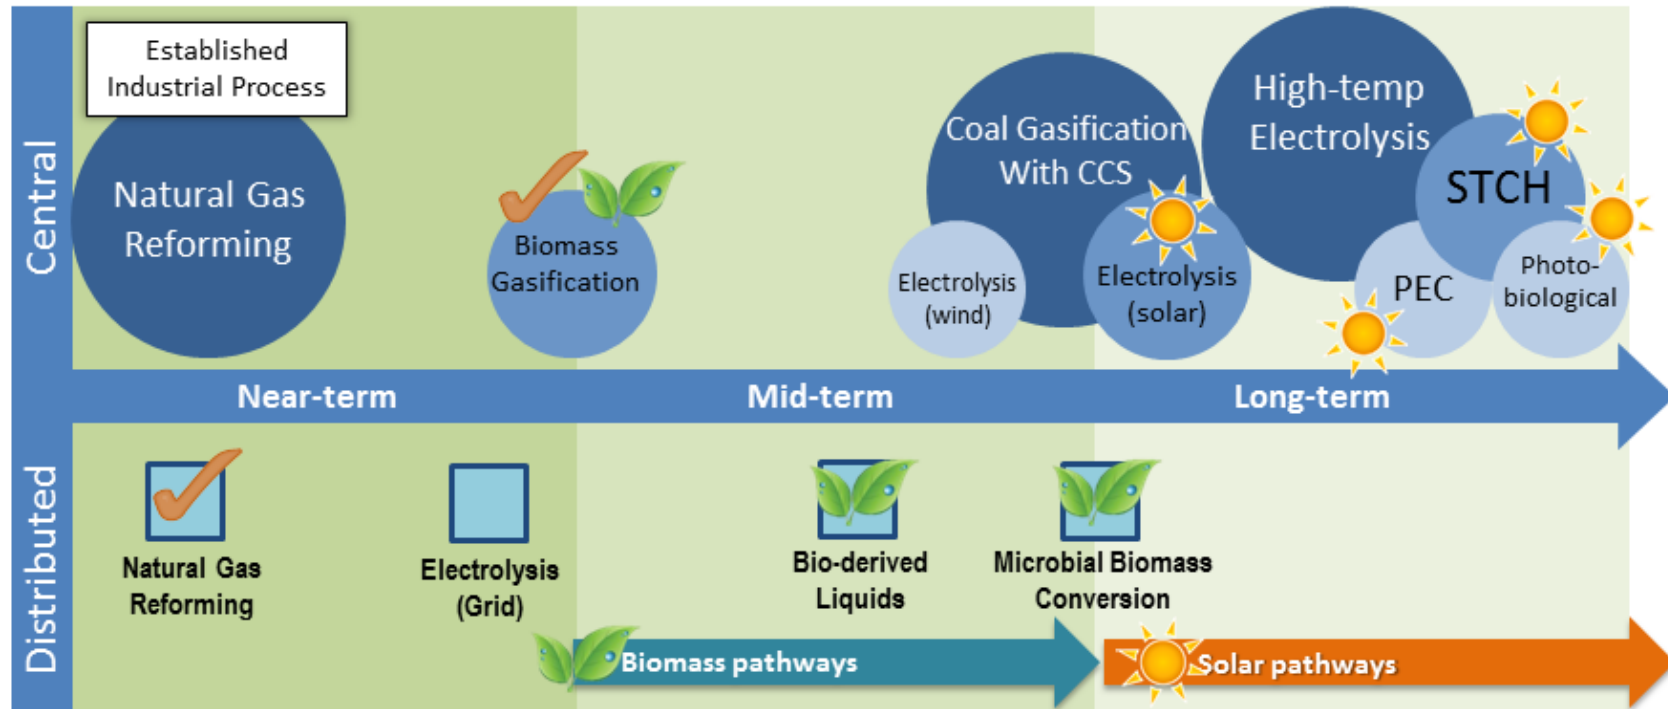 Central
Established
Industrial Process
Natural Gas
Reforming
Biomass
Gasification
Coal Gasification
With CCS
Electrolysis
(wind)
Electrolysis
(solar)
High-temp
Electrolysis
STCH
PEC
Photo-
biological
Near-term
Mid-term
Long-term
Distributed
Natural Gas
Reforming
Electrolysis
(Grid)
Bio-derived
Liquids
Microbial Biomass
Conversion
Biomass pathways
Solar pathways